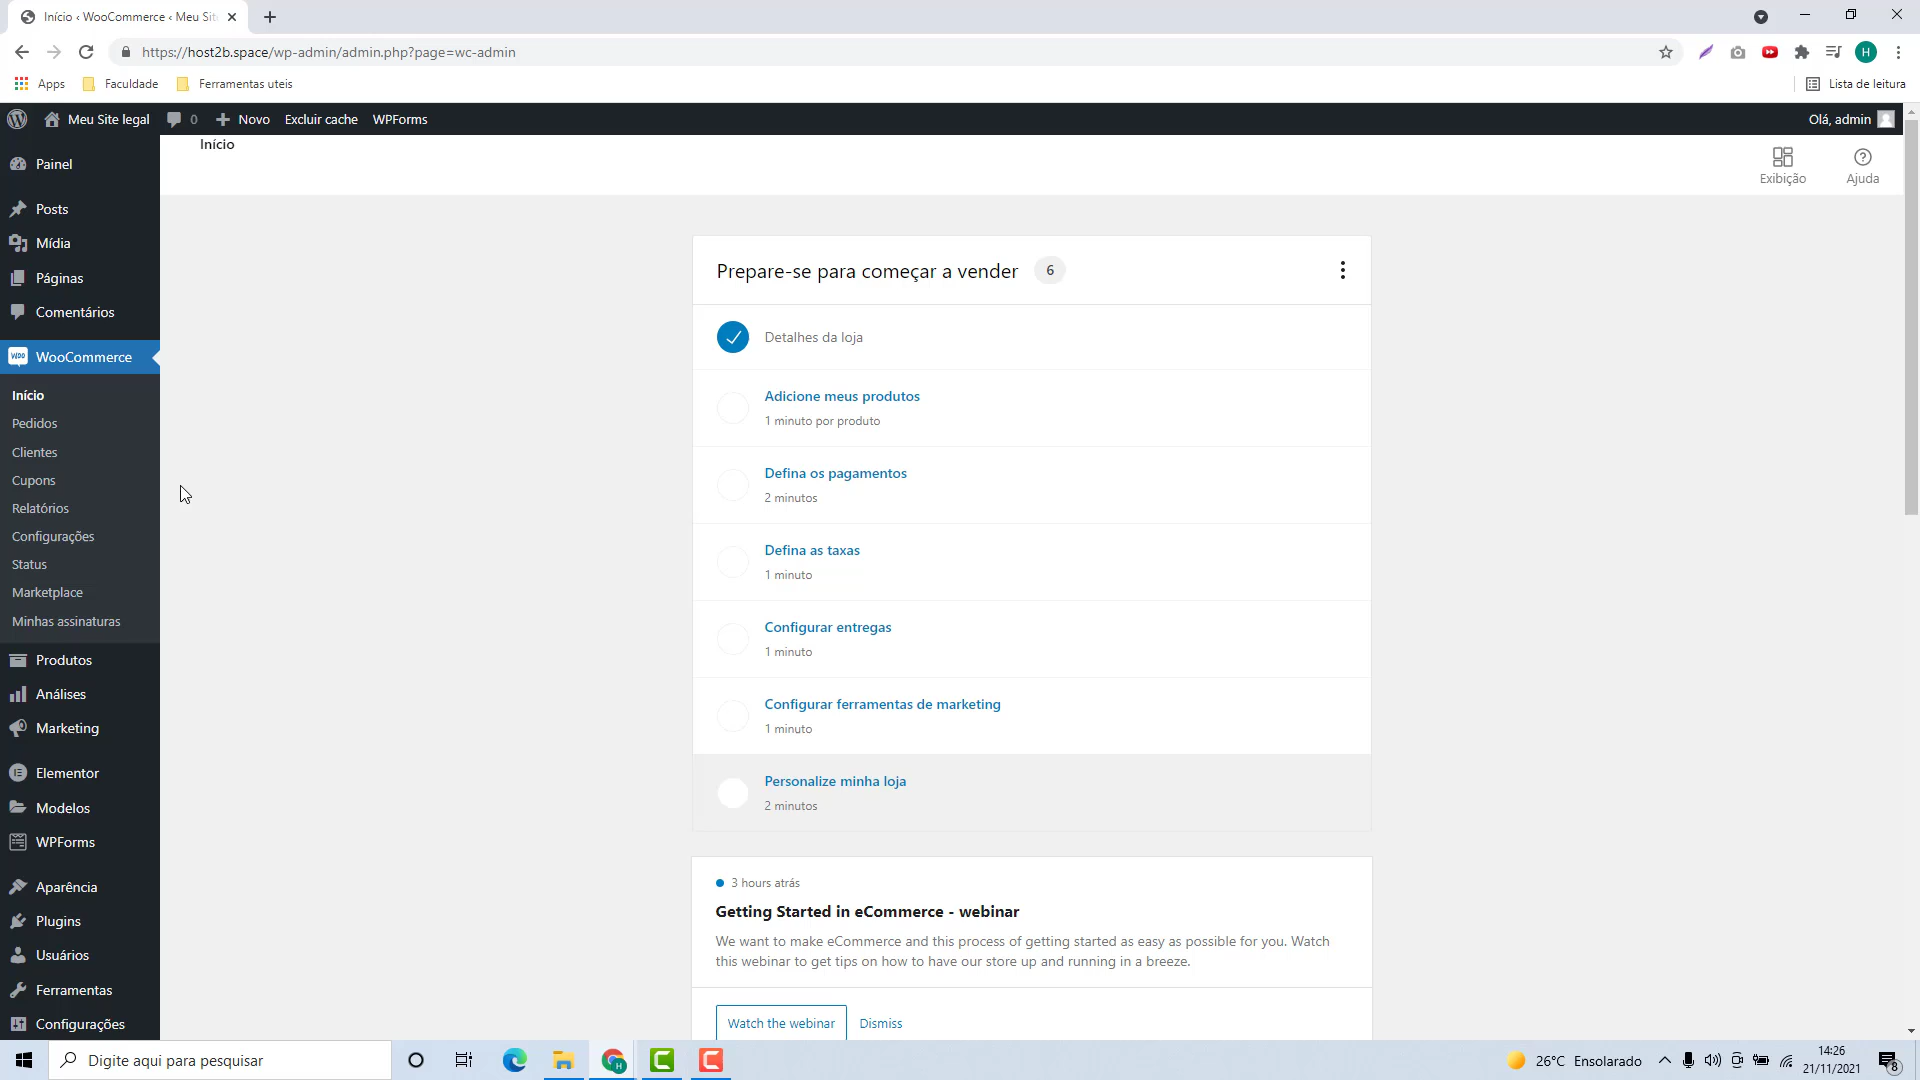 Início ‹ WooCommerce ‹ Meu Sit
https://host2b.space/wp-admin/admin.php?page=wc-admin
H
Apps
Faculdade
Ferramentas uteis
Lista de leitura
Meu Site legal
0
Novo
Excluir cache
WPForms
Olá, admin
Início
Exibição
Ajuda
Painel
Posts
Mídia
Páginas
Comentários
WooCommerce
Início
Pedidos
Clientes
Cupons
Relatórios
Configurações
Status
Marketplace
Minhas assinaturas
Produtos
Análises
Marketing
Elementor
Modelos
WPForms
Aparência
Plugins
Usuários
Ferramentas
Configurações
Prepare-se para começar a vender 6
Detalhes da loja
Adicione meus produtos
1 minuto por produto
Defina os pagamentos
2 minutos
Defina as taxas
1 minuto
Configurar entregas
1 minuto
Configurar ferramentas de marketing
1 minuto
Personalize minha loja
2 minutos
3 hours atrás
Getting Started in eCommerce - webinar
We want to make eCommerce and this process of getting started as easy as possible for you. Watch
this webinar to get tips on how to have our store up and running in a breeze.
Watch the webinar
Dismiss
Digite aqui para pesquisar
26°C Ensolarado
14:26
21/11/2021
8